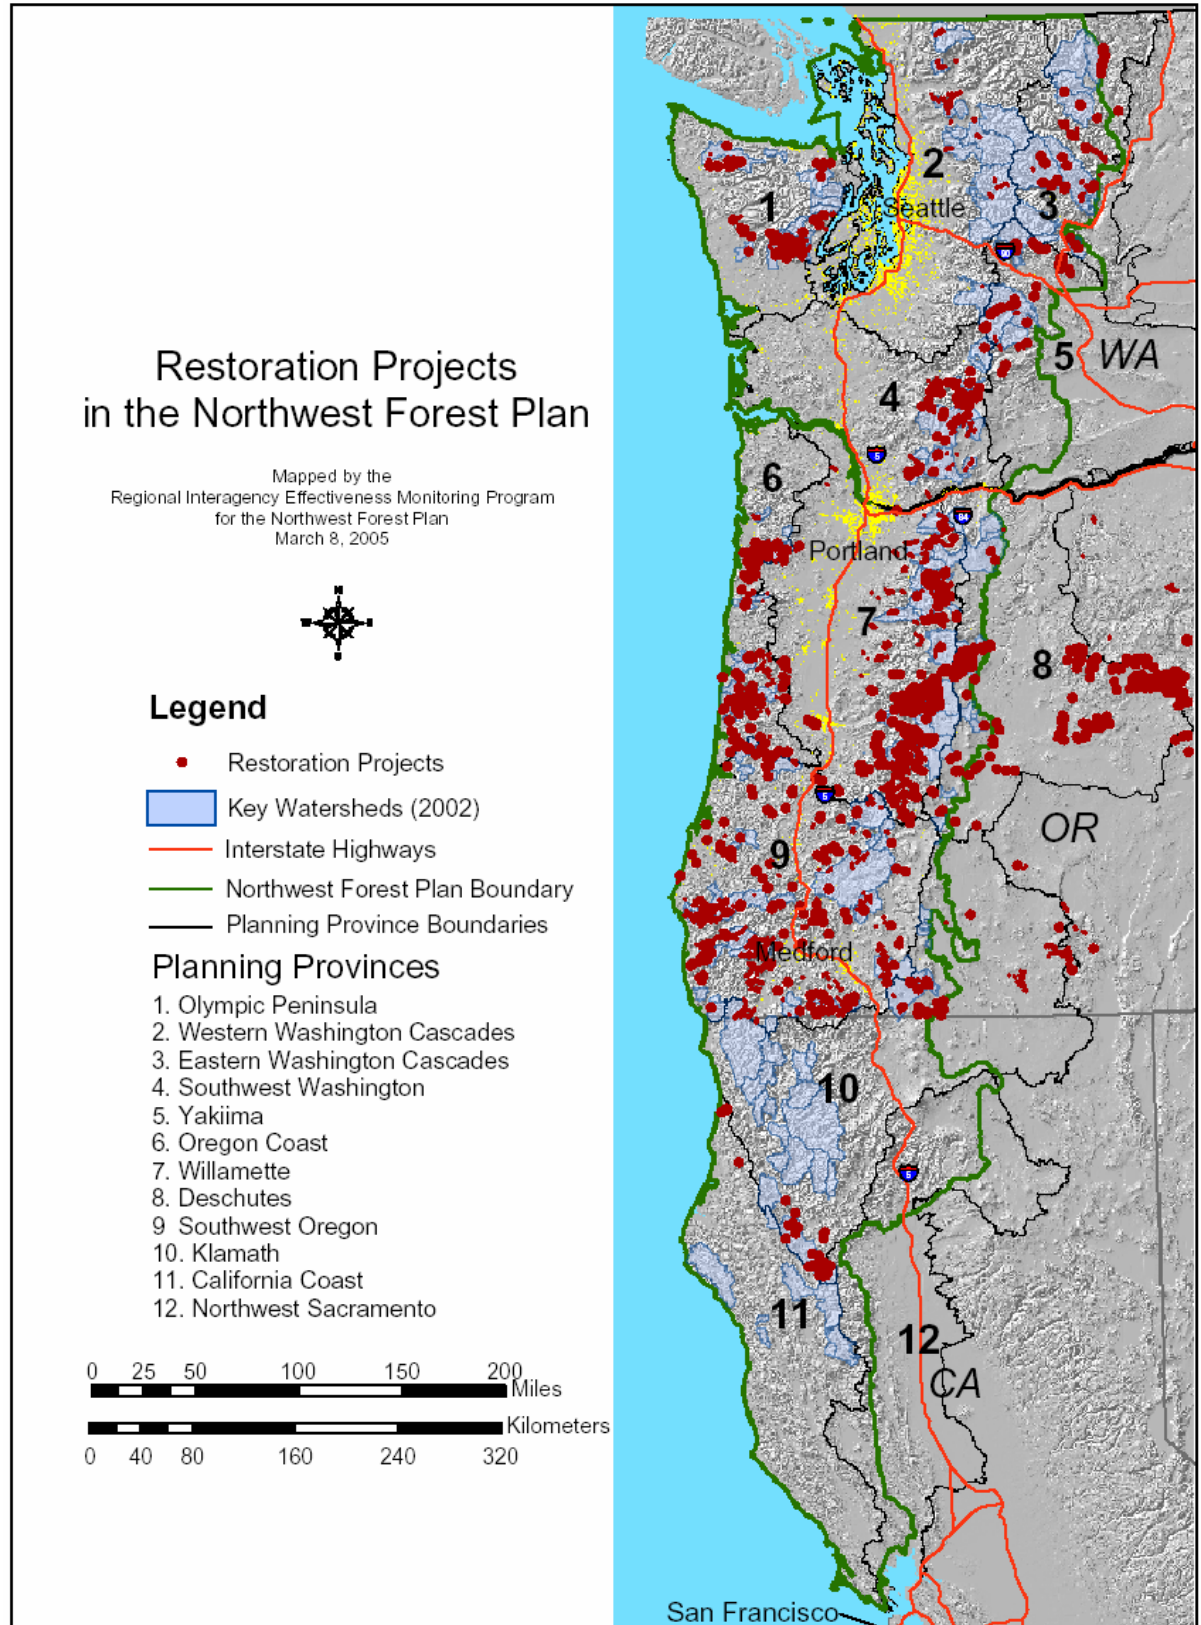 Restoration Projects
in the Northwest Forest Plan
Mapped by the
Regional Interagency Effectiveness Monitoring Program
for the Northwest Forest Plan
March 8, 2005
N
W E
S
Legend
Restoration Projects
Key Watersheds (2002)
Interstate Highways
Northwest Forest Plan Boundary
Planning Province Boundaries
Planning Provinces
1. Olympic Peninsula
2. Western Washington Cascades
3. Eastern Washington Cascades
4. Southwest Washington
5. Yakiima
6. Oregon Coast
7. Willamette
8. Deschutes
9 Southwest Oregon
10. Klamath
11. California Coast
12. Northwest Sacramento
0 25 50 100 150 200
Miles
Kilometers
0 40 80 160 240 320
2
Seattle
1
3
90
5
WA
4
5
6
84
Portland
7
8
5
OR
9
Medford
10
5
11
12
CA
San Francisco